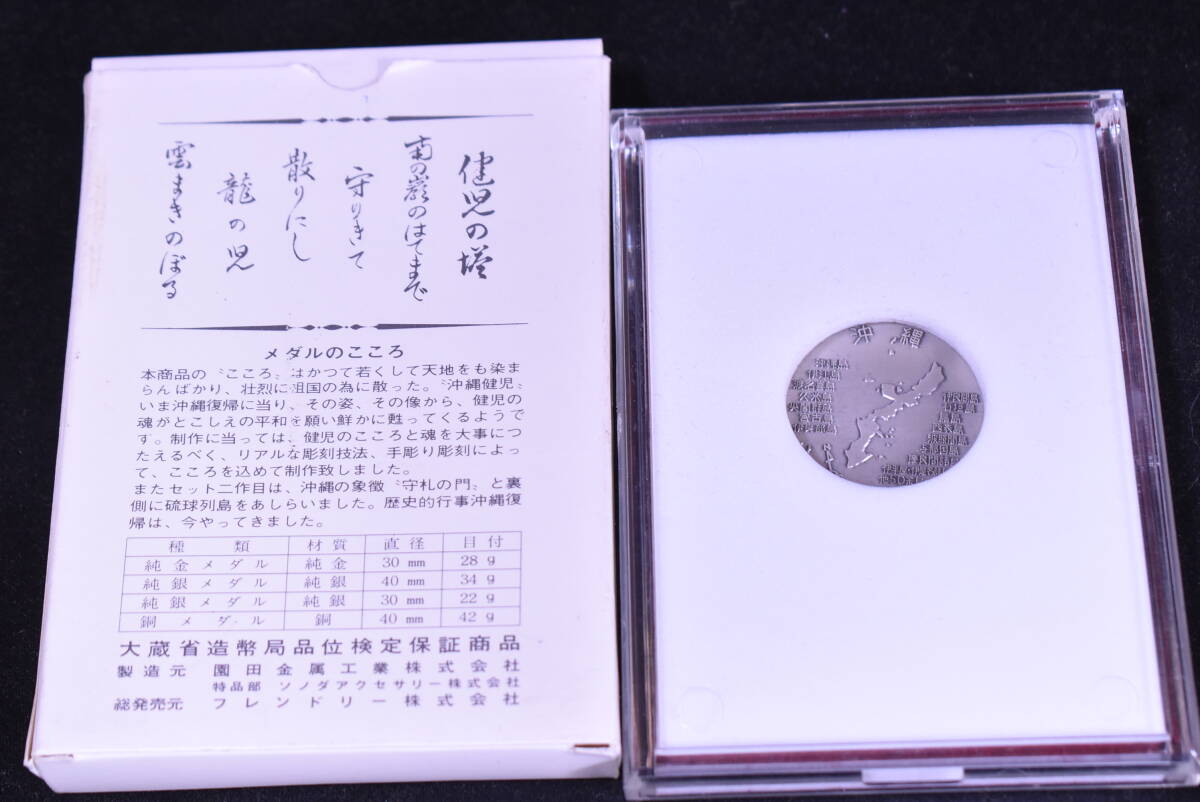 健児の塔
南の巌のはてまで
守りきて
散りにし
龍の児
雲まきのぼる
メダルのこころ
本商品の〝こころ〟はかつて若くして天地をも染ま
らんばかり、壮烈に祖国の為に散った。〝沖縄健児〟
いま沖縄復帰に当り、その姿、その像から、健児の
魂がとこしえの平和を願い鮮かに甦ってくるようで
す。制作に当っては、健児のこころと魂を大事につ
たえるべく、リアルな彫刻技法、手彫り彫刻によっ
て、こころを込めて制作致しました。
またセット二作目は、沖縄の象徴〝守札の門〟と裏
側に硫球列島をあしらいました。歴史的行事沖縄復
帰は、今やってきました。
種類 材質 直径 目付
純金メダル 純金 30mm 28g
純銀メダル 純銀 40mm 34g
純銀メダル 純銀 30mm 22g
銅メダル 銅 40mm 42g
大蔵省造幣局品位検定保証商品
製造元 園田金属工業株式会社
特品部 ソノダアクセサリー株式会社
総発売元 フレンドリー株式会社
沖縄
久米島
宮古島